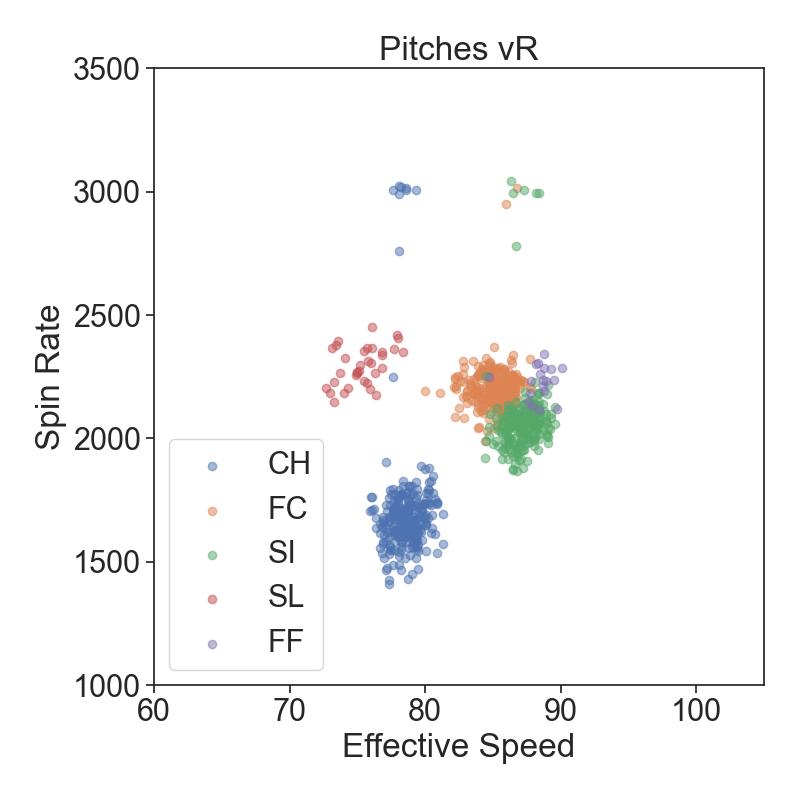 Pitches vR
3500
3000
2500
2000
1500
1000
Spin Rate
CH
FC
SI
SL
FF
60 70 80 90 100
Effective Speed